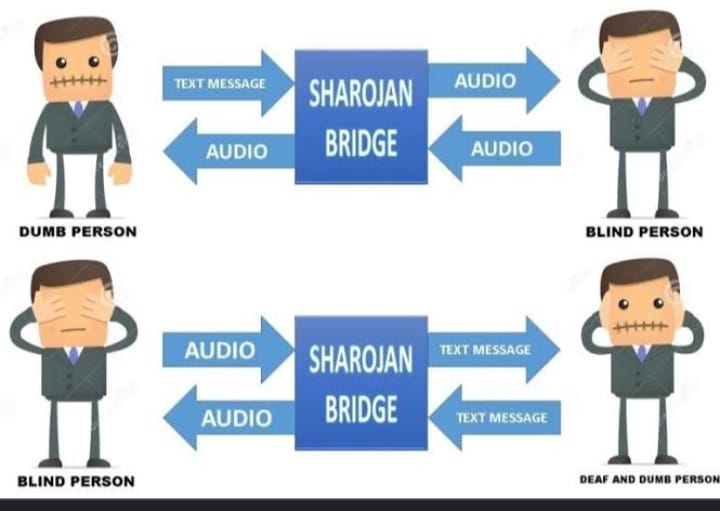 TEXT MESSAGE
AUDIO
SHAROJAN
BRIDGE
AUDIO
AUDIO
DUMB PERSON
BLIND PERSON
AUDIO
TEXT MESSAGE
SHAROJAN
BRIDGE
AUDIO
TEXT MESSAGE
BLIND PERSON
DEAF AND DUMB PERSON